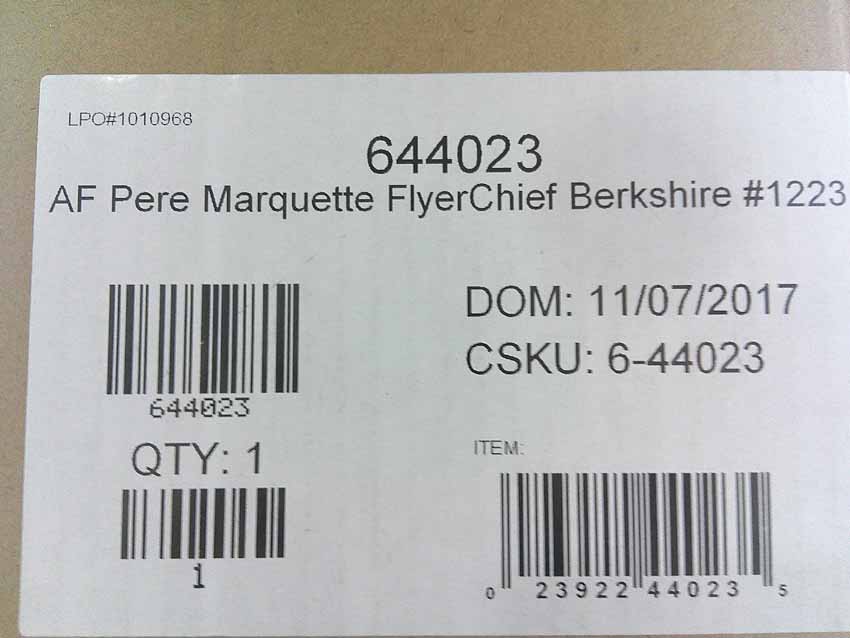 LPO#1010968
644023
AF Pere Marquette FlyerChief Berkshire #1223
DOM: 11/07/2017
CSKU: 6-44023
644023
QTY: 1
1
ITEM:
0 23922 44023 5